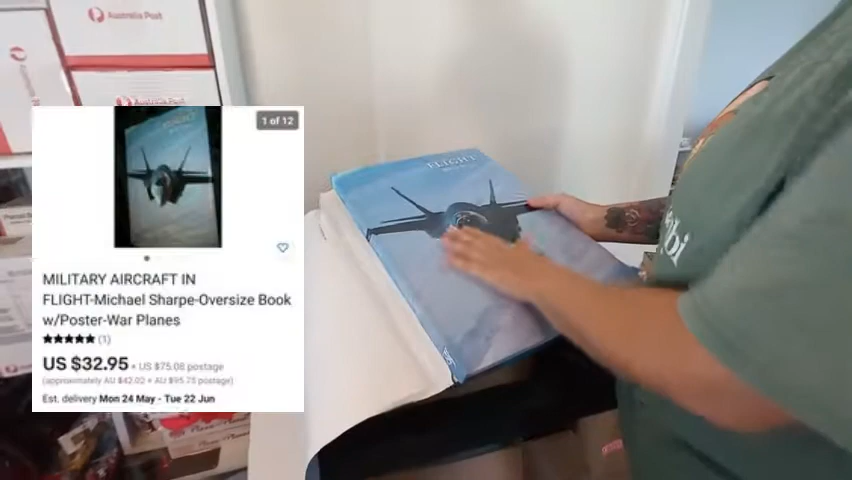 Australia Post
Australia Post
1 of 12
MILITARY AIRCRAFT IN
FLIGHT-Michael Sharpe-Oversize Book
w/Poster-War Planes
(1)
US $32.95 + US $75.08 postage
(approximately AU $42.02 + AU $95.75 postage)
Est. delivery Mon 24 May - Tue 22 Jun
FLIGHT